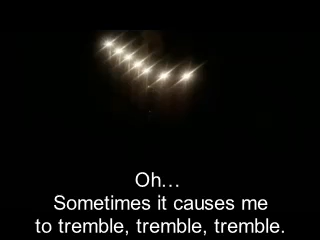 Oh…
Sometimes it causes me
to tremble, tremble, tremble.